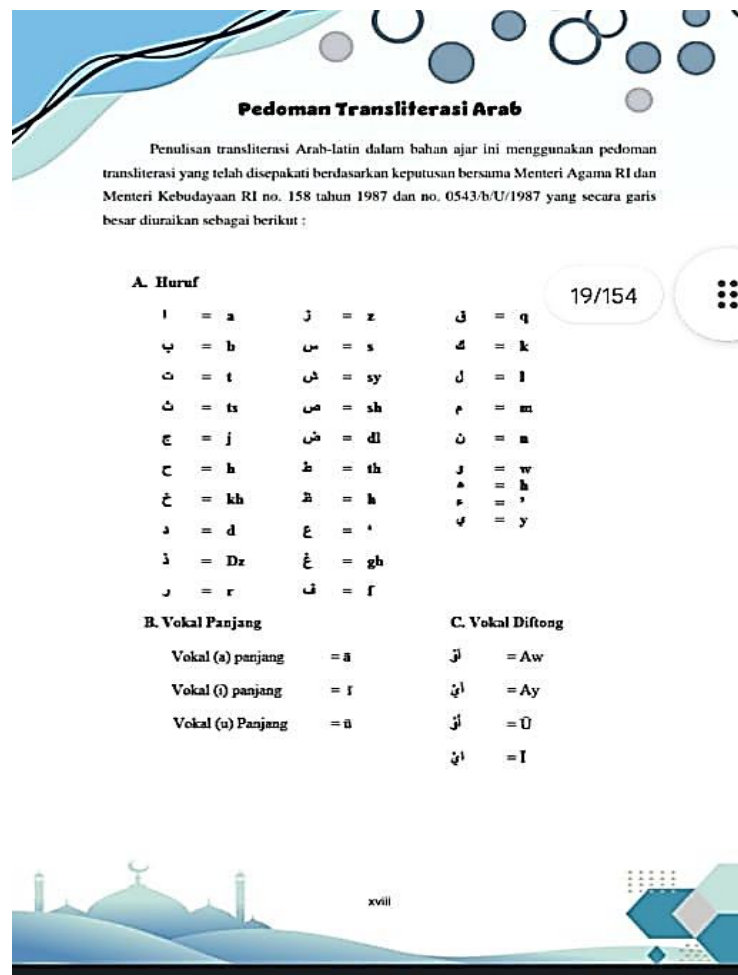 Pedoman Transliterasi Arab
Penulisan transliterasi Arab-latin dalam bahan ajar ini menggunakan pedoman
transliterasi yang telah disepakati berdasarkan keputusan bersama Menteri Agama RI dan
Menteri Kebudayaan RI no. 158 tahun 1987 dan no. 0543/b/U/1987 yang secara garis
besar diuraikan sebagai berikut :
19/154
A. Huruf
ا = a ز = z ق = q
ب = b س = s ك = k
ت = t ش = sy ل = l
ث = ts ص = sh م = m
ج = j ض = dl ن = n
ح = h ط = th و = w
خ = kh ظ = h ه = h
د = d ع = ‘ ء = ’
ذ = Dz غ = gh ي = y
ر = r ف = f
B. Vokal Panjang C. Vokal Diftong
Vokal (a) panjang = ā أَوْ = Aw
Vokal (i) panjang = ī أَيْ = Ay
Vokal (u) Panjang = ū أُوْ = Ū
إيْ = Ī
xviii